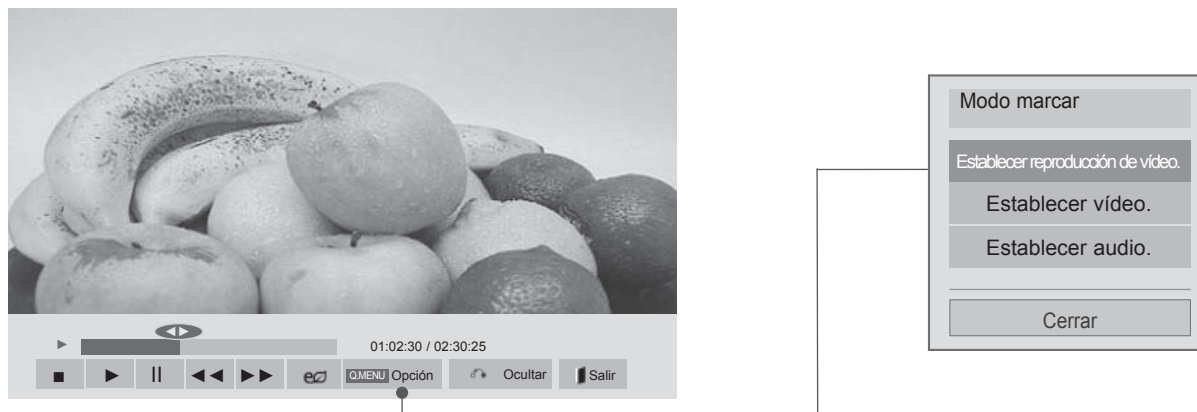 01:02:30 / 02:30:25
Q.MENU Opción
Ocultar
Salir
Modo marcar
Establecer reproducción de vídeo.
Establecer vídeo.
Establecer audio.
Cerrar